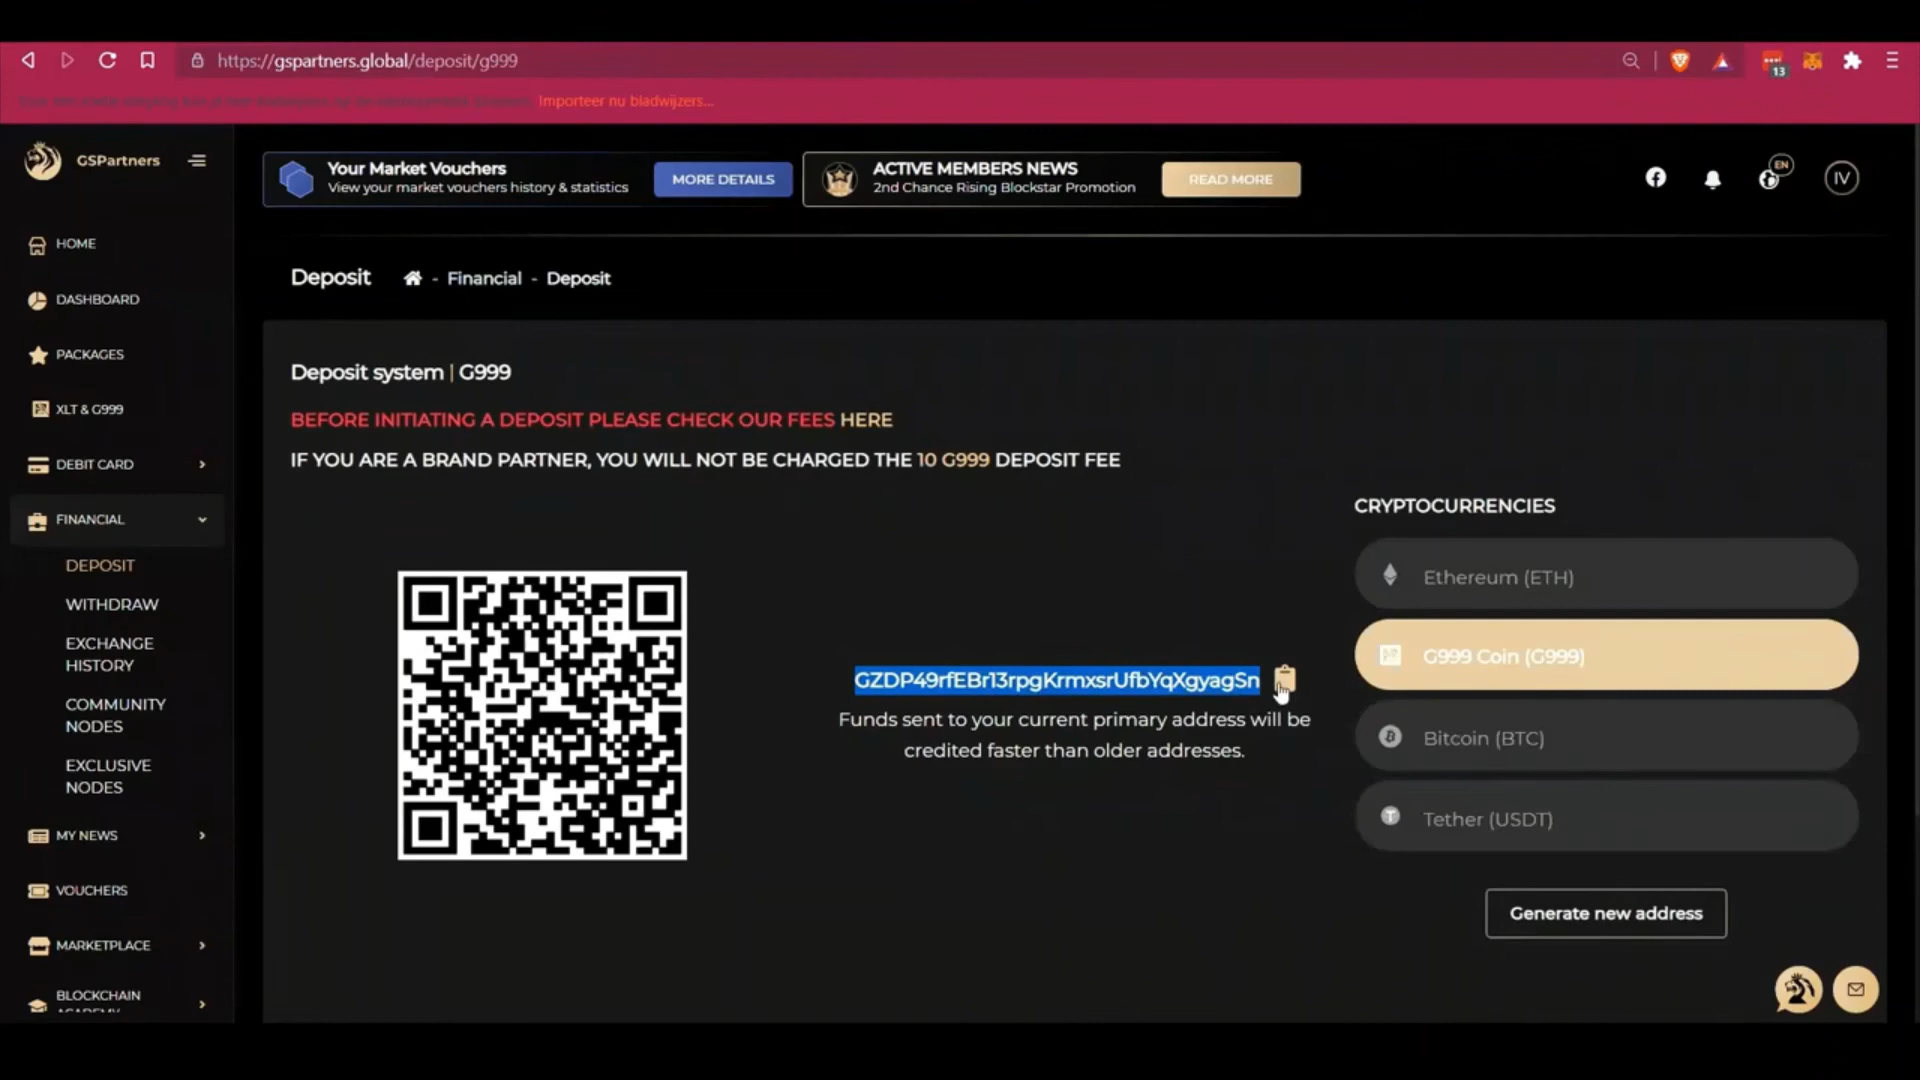 https://gspartners.global/deposit/g999
13
Importeer nu bladwijzers...
GSPartners
Your Market Vouchers
View your market vouchers history & statistics
MORE DETAILS
ACTIVE MEMBERS NEWS
2nd Chance Rising Blockstar Promotion
READ MORE
EN
IV
HOME
DASHBOARD
PACKAGES
XLT & G999
DEBIT CARD
FINANCIAL
DEPOSIT
WITHDRAW
EXCHANGE
HISTORY
COMMUNITY
NODES
EXCLUSIVE
NODES
MY NEWS
VOUCHERS
MARKETPLACE
BLOCKCHAIN
ACADEMY
Deposit - Financial - Deposit
Deposit system | G999
BEFORE INITIATING A DEPOSIT PLEASE CHECK OUR FEES HERE
IF YOU ARE A BRAND PARTNER, YOU WILL NOT BE CHARGED THE 10 G999 DEPOSIT FEE
GZDP49rfEBr13rpgKrmxsrUfbYqXgyagSn
Funds sent to your current primary address will be
credited faster than older addresses.
CRYPTOCURRENCIES
Ethereum (ETH)
G999 Coin (G999)
Bitcoin (BTC)
Tether (USDT)
Generate new address